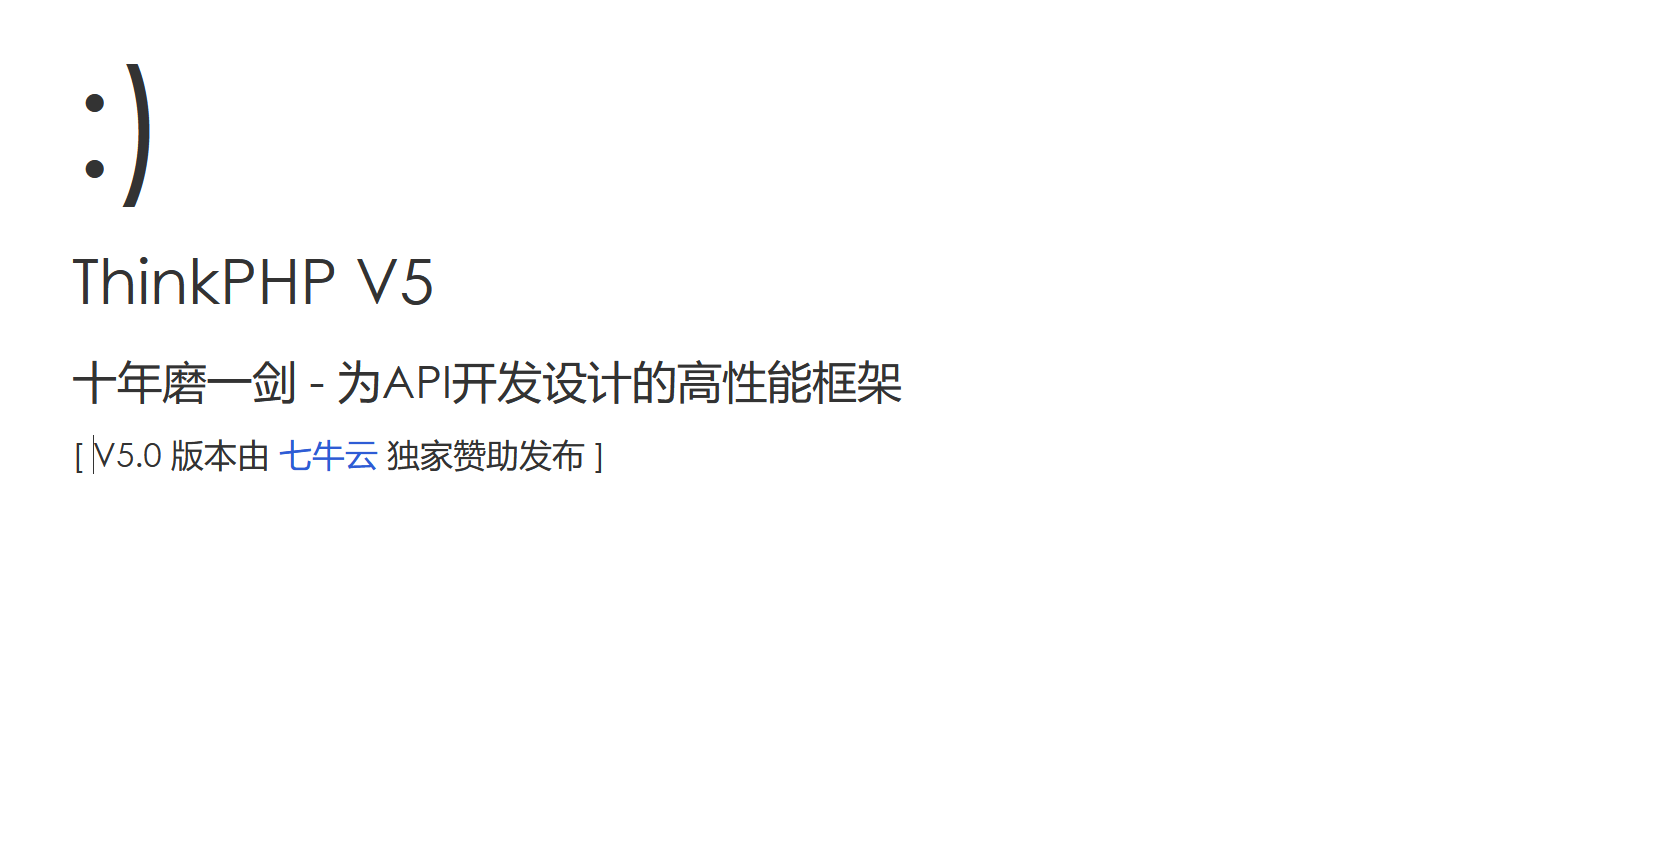 :)
ThinkPHP V5
十年磨一剑 - 为API开发设计的高性能框架
[ V5.0 版本由 七牛云 独家赞助发布 ]